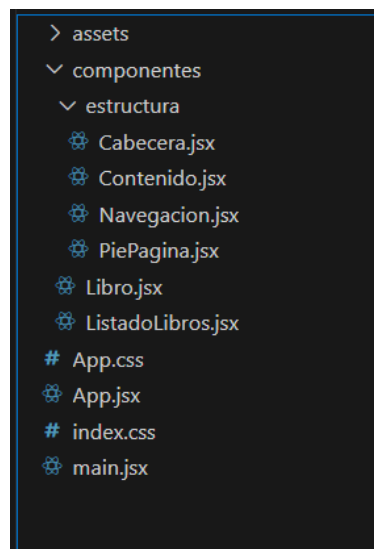 assets
componentes
estructura
Cabecera.jsx
Contenido.jsx
Navegacion.jsx
PiePagina.jsx
Libro.jsx
ListadoLibros.jsx
# App.css
App.jsx
# index.css
main.jsx